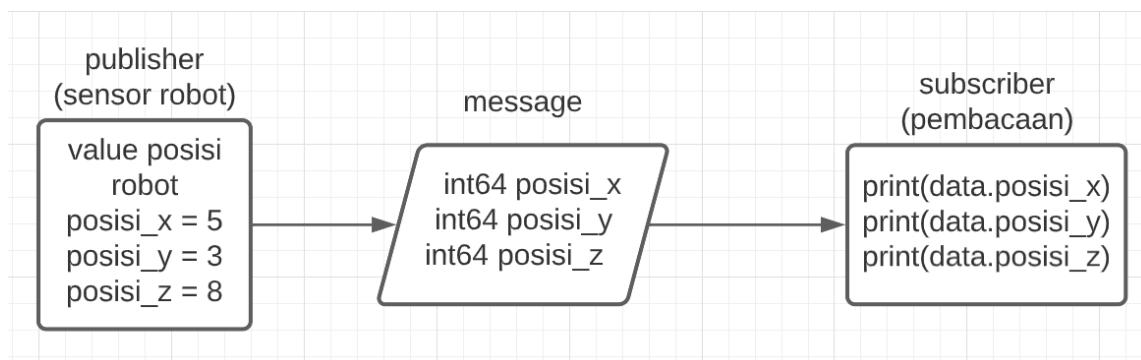 publisher
(sensor robot)
value posisi
robot
posisi_x = 5
posisi_y = 3
posisi_z = 8
message
int64 posisi_x
int64 posisi_y
int64 posisi_z
subscriber
(pembacaan)
print(data.posisi_x)
print(data.posisi_y)
print(data.posisi_z)